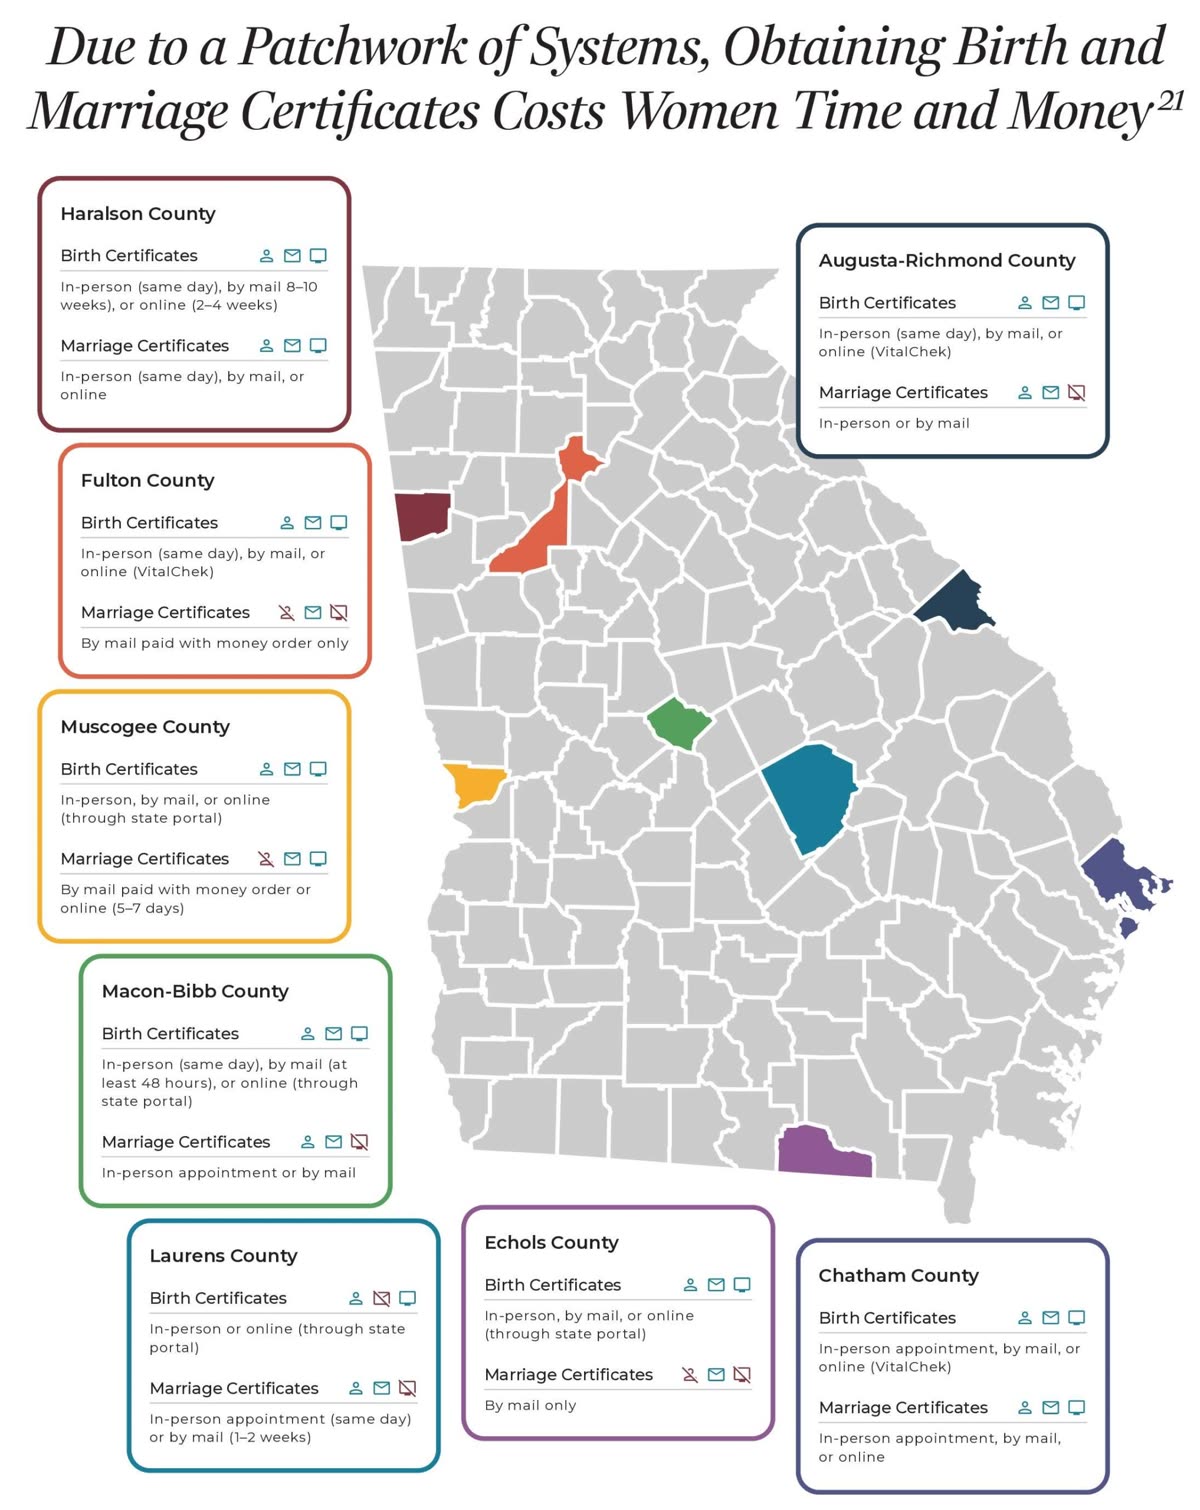 Due to a Patchwork of Systems, Obtaining Birth and
Marriage Certificates Costs Women Time and Money21
Haralson County
Birth Certificates
In-person (same day), by mail 8–10
weeks), or online (2–4 weeks)
Marriage Certificates
In-person (same day), by mail, or
online
Augusta-Richmond County
Birth Certificates
In-person (same day), by mail, or
online (VitalChek)
Marriage Certificates
In-person or by mail
Fulton County
Birth Certificates
In-person (same day), by mail, or
online (VitalChek)
Marriage Certificates
By mail paid with money order only
Muscogee County
Birth Certificates
In-person, by mail, or online
(through state portal)
Marriage Certificates
By mail paid with money order or
online (5–7 days)
Macon-Bibb County
Birth Certificates
In-person (same day), by mail (at
least 48 hours), or online (through
state portal)
Marriage Certificates
In-person appointment or by mail
Laurens County
Birth Certificates
In-person or online (through state
portal)
Marriage Certificates
In-person appointment (same day)
or by mail (1–2 weeks)
Echols County
Birth Certificates
In-person, by mail, or online
(through state portal)
Marriage Certificates
By mail only
Chatham County
Birth Certificates
In-person appointment, by mail, or
online (VitalChek)
Marriage Certificates
In-person appointment, by mail,
or online